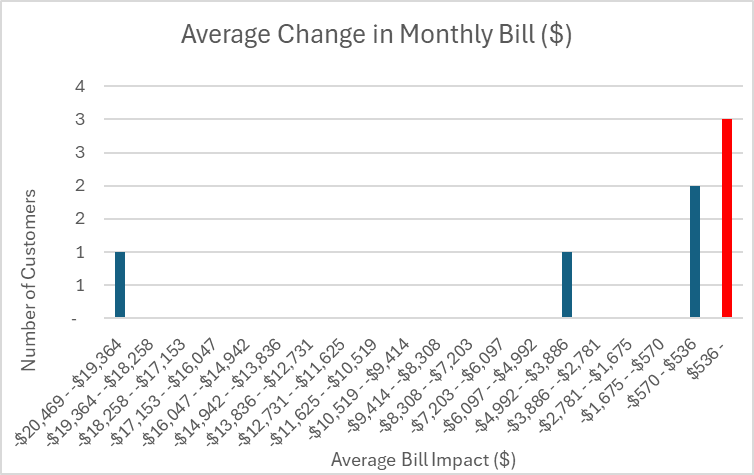 Average Change in Monthly Bill ($)
4
3
3
2
2
1
1
-
Number of Customers
-$20,469 - -$19,364
-$19,364 - -$18,258
-$18,258 - -$17,153
-$17,153 - -$16,047
-$16,047 - -$14,942
-$14,942 - -$13,836
-$13,836 - -$12,731
-$12,731 - -$11,625
-$11,625 - -$10,519
-$10,519 - -$9,414
-$9,414 - -$8,308
-$8,308 - -$7,203
-$7,203 - -$6,097
-$6,097 - -$4,992
-$4,992 - -$3,886
-$3,886 - -$2,781
-$2,781 - -$1,675
-$1,675 - -$570
-$570 - $536
$536 -
Average Bill Impact ($)